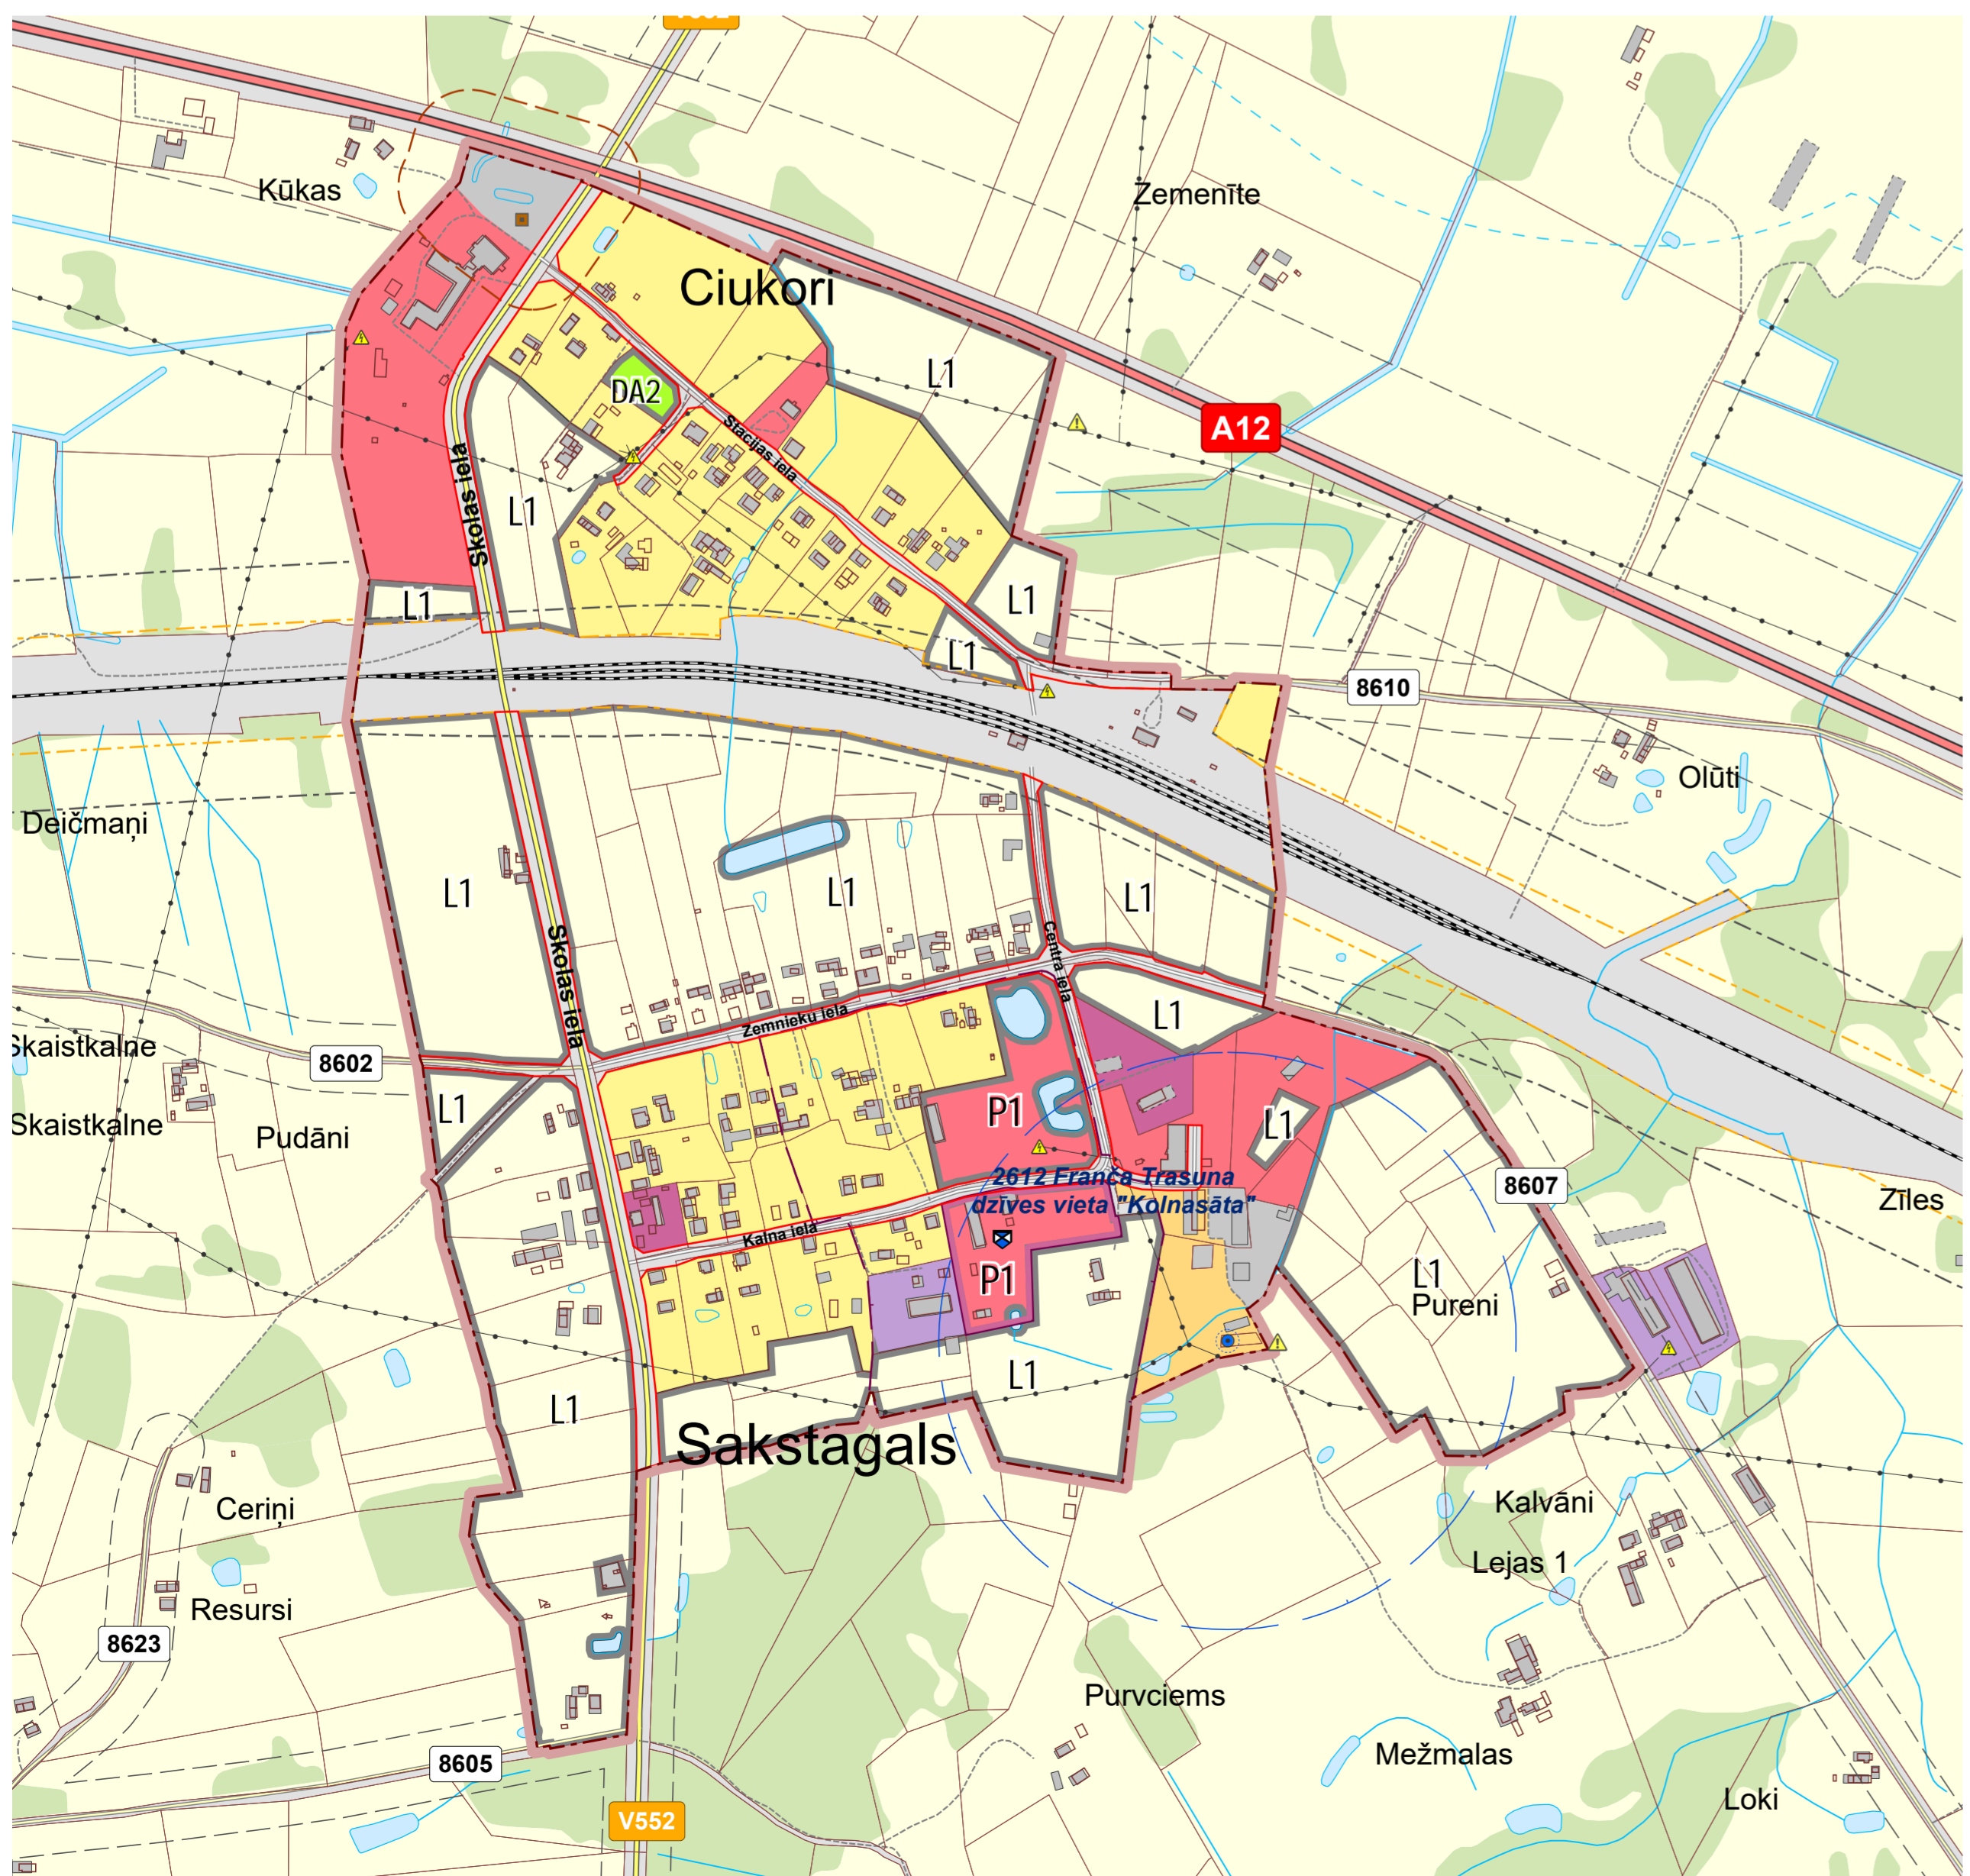 Kūkas
Zemenīte
Ciukori
L1
DA2
A12
Stacijas iela
Skolas iela
L1
L1
L1
L1
8610
Olūti
Deičmaņi
L1
L1
L1
Skolas iela
Centra iela
L1
Zemnieku iela
Skaistkalne
8602
L1
P1
L1
Skaistkalne
Pudāni
2612 Franča Trasuna
dzīves vieta "Kolnasāta"
8607
Zīles
Kalna iela
P1
L1
Pureni
L1
L1
Sakstagals
Ceriņi
Kalvāni
Lejas 1
Resursi
8623
Purvciems
Mežmalas
8605
Loki
V552